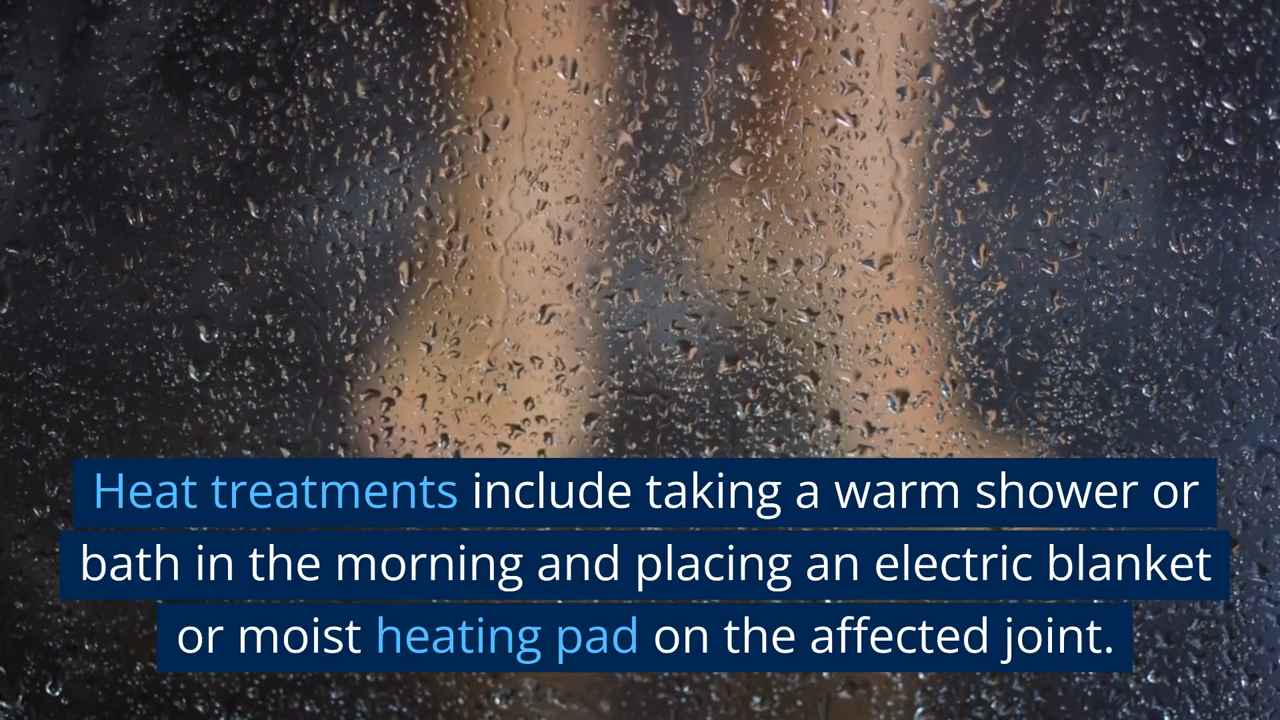 Heat treatments include taking a warm shower or
bath in the morning and placing an electric blanket
or moist heating pad on the affected joint.